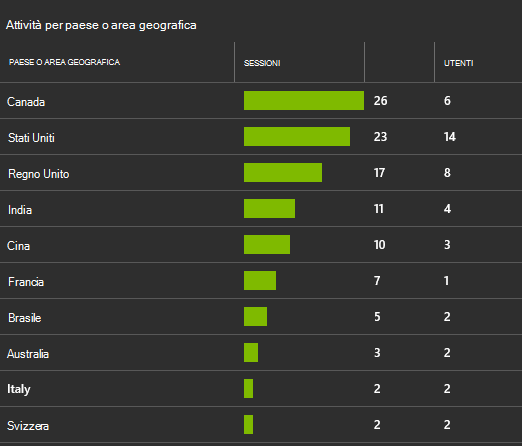 Attività per paese o area geografica
PAESE O AREA GEOGRAFICA SESSIONI UTENTI
Canada 26 6
Stati Uniti 23 14
Regno Unito 17 8
India 11 4
Cina 10 3
Francia 7 1
Brasile 5 2
Australia 3 2
Italy 2 2
Svizzera 2 2